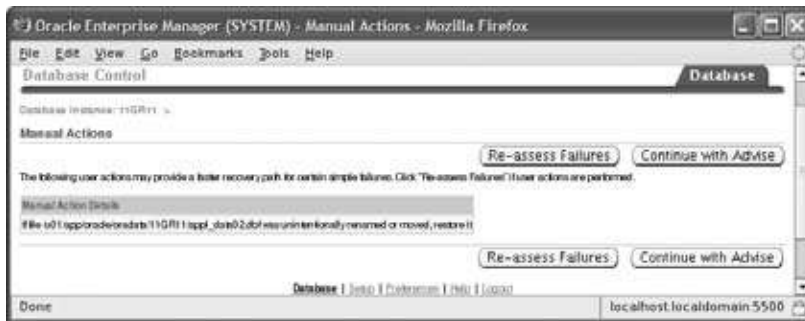 Oracle Enterprise Manager (SYSTEM) - Manual Actions - Mozilla Firefox
File Edit View Go Bookmarks Tools Help
Database Control
Database
Database Instance: 11GR11 >
Manual Actions
Re-assess Failures Continue with Advise
The following user actions may provide a faster recovery path for certain simple failures. Click "Re-assess Failures" if user actions are performed.
Manual Action Details
If file /u01/app/oracle/oradata/11GR11/appl_data02.dbf was unintentionally renamed or moved, restore it
Re-assess Failures Continue with Advise
Database | Setup | Preferences | Help | Logout
Done
localhost.localdomain:5500